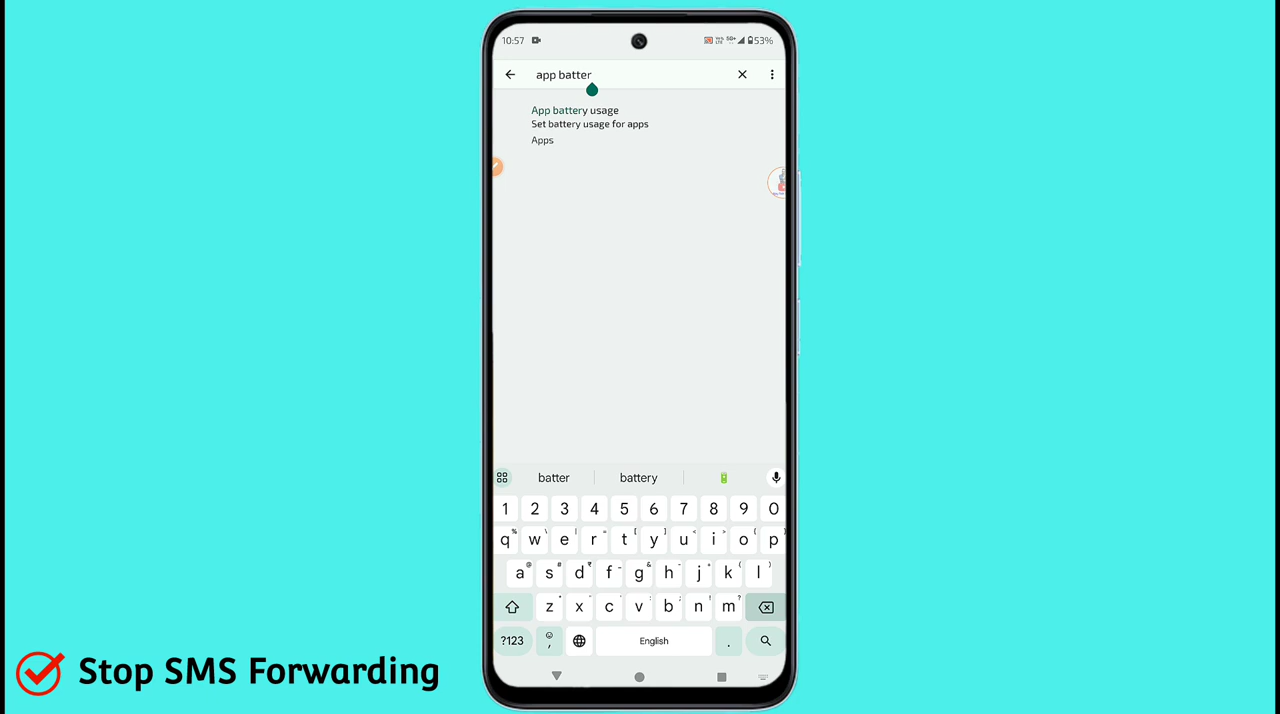 10:57
53%
app batter
App battery usage
Set battery usage for apps
Apps
batter battery
1 2 3 4 5 6 7 8 9 0
q w e r t y u i o p
a s d f g h j k l
z x c v b n m
?123 , English .
Stop SMS Forwarding